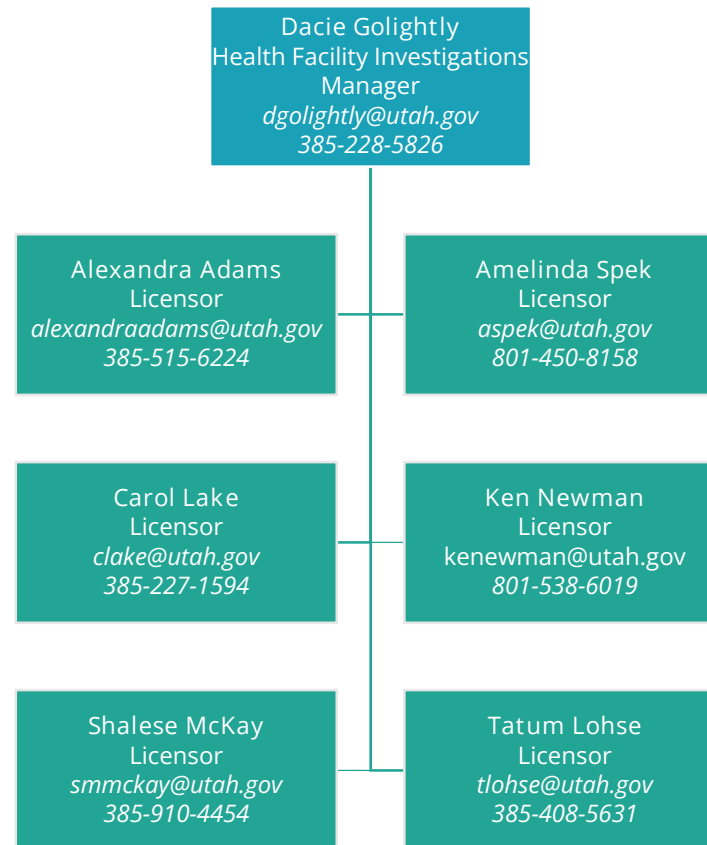 Dacie Golightly
Health Facility Investigations
Manager
dgolightly@utah.gov
385-228-5826
Alexandra Adams
Licensor
alexandraadams@utah.gov
385-515-6224
Amelinda Spek
Licensor
aspek@utah.gov
801-450-8158
Carol Lake
Licensor
clake@utah.gov
385-227-1594
Ken Newman
Licensor
kenewman@utah.gov
801-538-6019
Shalese McKay
Licensor
smmckay@utah.gov
385-910-4454
Tatum Lohse
Licensor
tlohse@utah.gov
385-408-5631